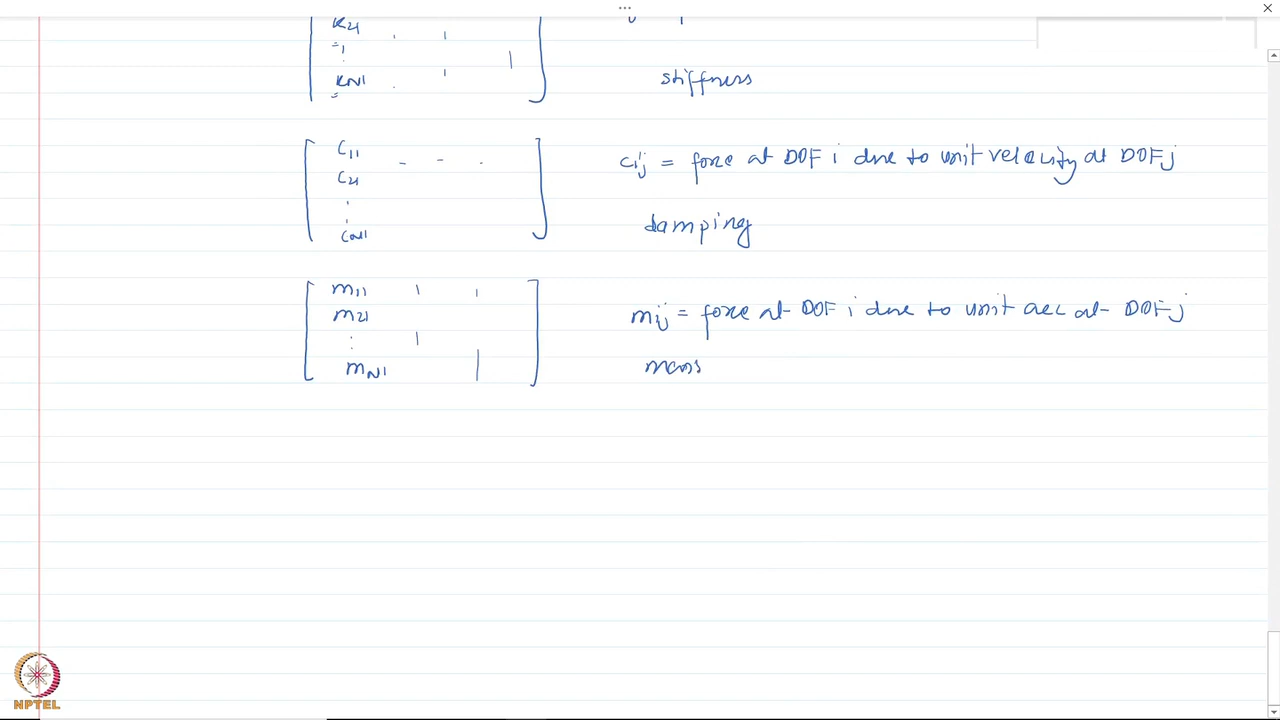 k21
kN1
stiffness
c11
cij = force at DOF i due to unit velocity at DOF j
c21
damping
cN1
m11
mij = force at DOF i due to unit acc at DOF j
m21
mN1
mass
NPTEL